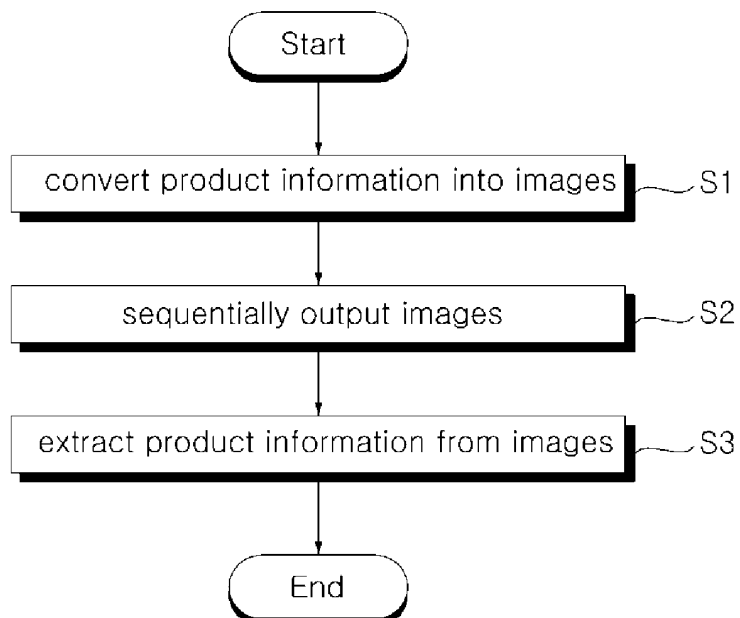 Start
convert product information into images
S1
sequentially output images
S2
extract product information from images
S3
End